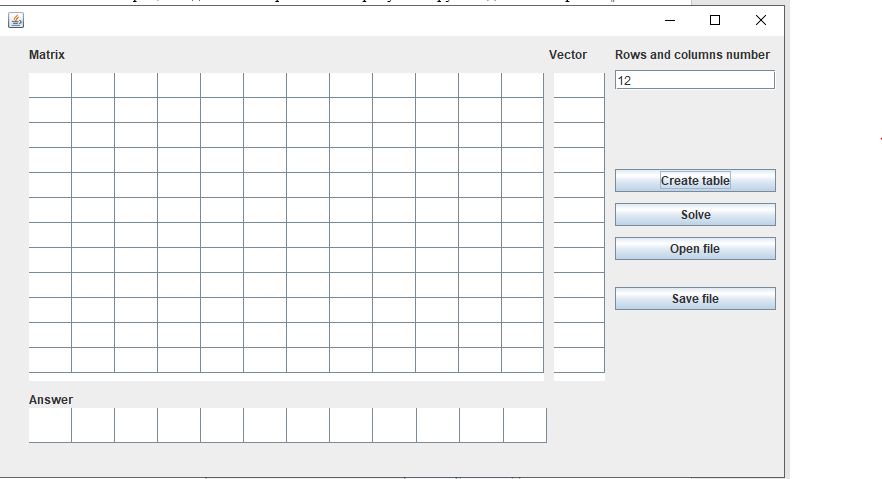 Matrix
Vector
Rows and columns number
12
Create table
Solve
Open file
Save file
Answer